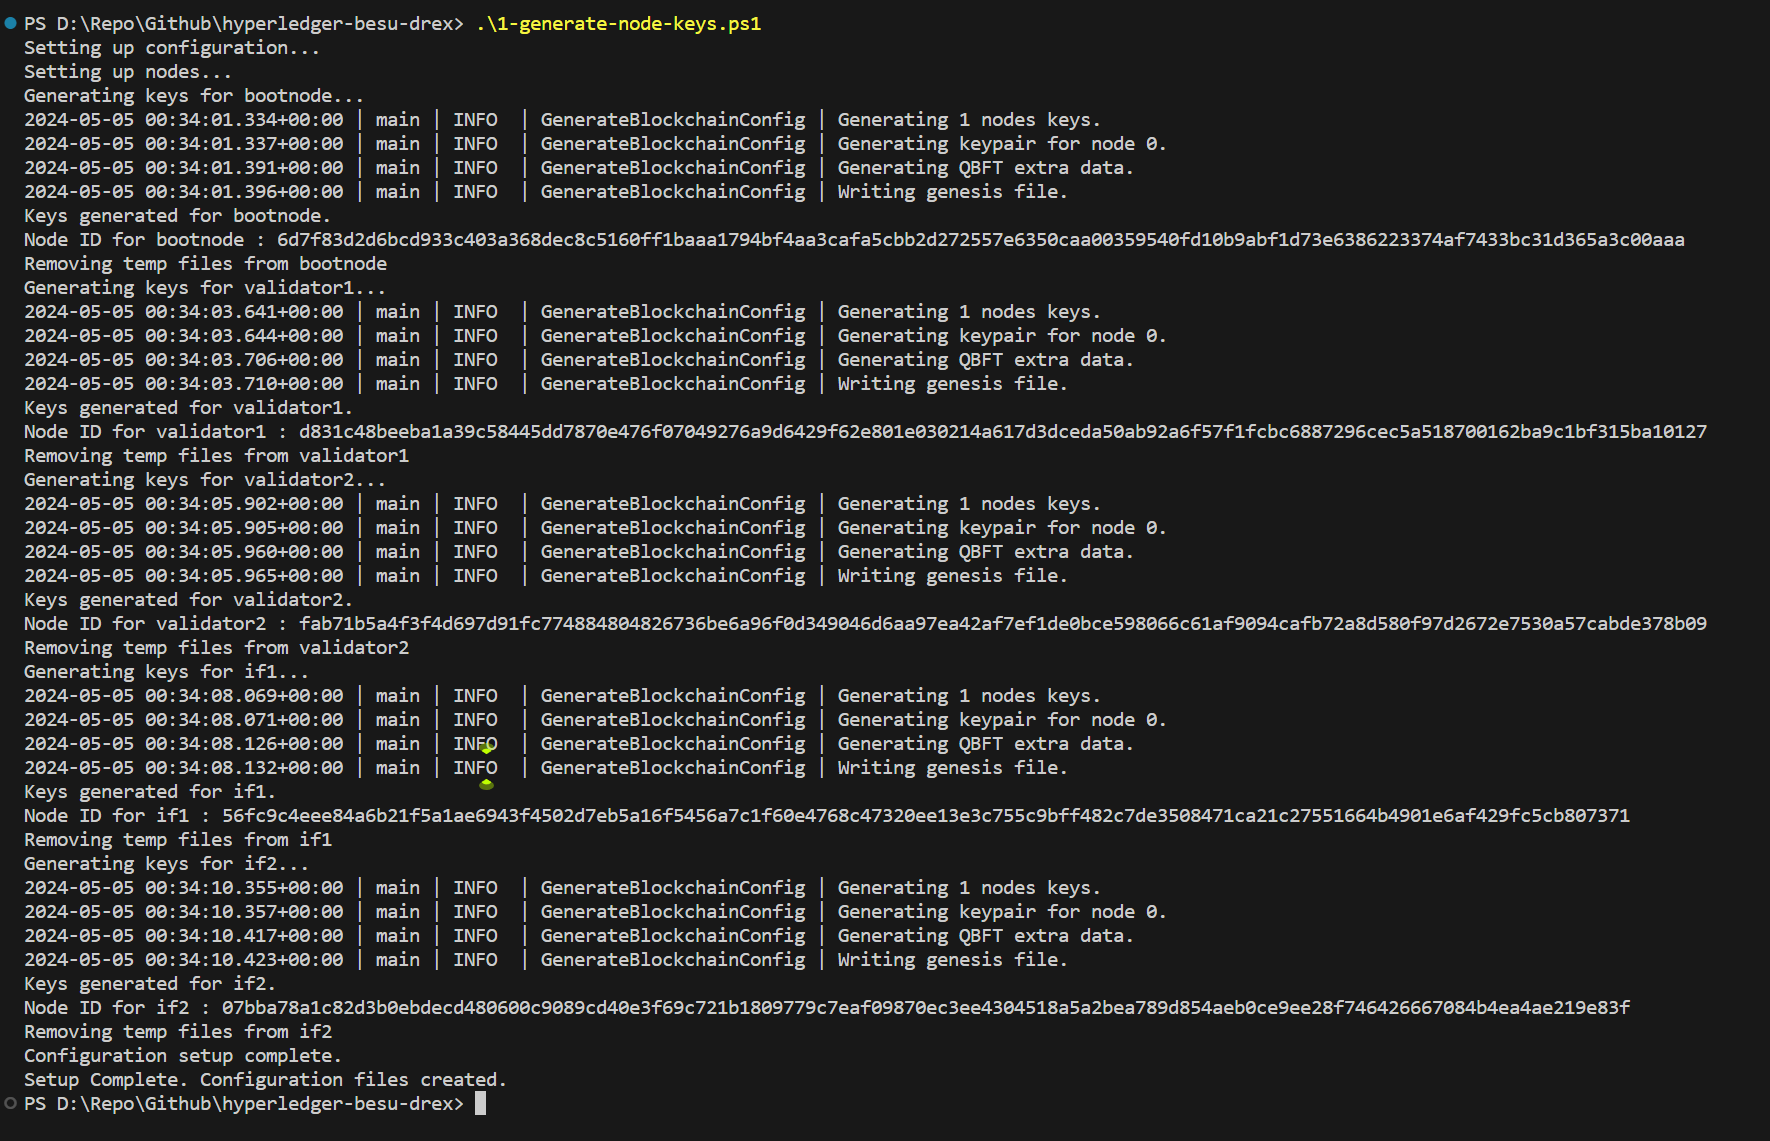 PS D:\Repo\Github\hyperledger-besu-drex> .\1-generate-node-keys.ps1
Setting up configuration...
Setting up nodes...
Generating keys for bootnode...
2024-05-05 00:34:01.334+00:00 | main | INFO  | GenerateBlockchainConfig | Generating 1 nodes keys.
2024-05-05 00:34:01.337+00:00 | main | INFO  | GenerateBlockchainConfig | Generating keypair for node 0.
2024-05-05 00:34:01.391+00:00 | main | INFO  | GenerateBlockchainConfig | Generating QBFT extra data.
2024-05-05 00:34:01.396+00:00 | main | INFO  | GenerateBlockchainConfig | Writing genesis file.
Keys generated for bootnode.
Node ID for bootnode : 6d7f83d2d6bcd933c403a368dec8c5160ff1baaa1794bf4aa3cafa5cbb2d272557e6350caa00359540fd10b9abf1d73e6386223374af7433bc31d365a3c00aaa
Removing temp files from bootnode
Generating keys for validator1...
2024-05-05 00:34:03.641+00:00 | main | INFO  | GenerateBlockchainConfig | Generating 1 nodes keys.
2024-05-05 00:34:03.644+00:00 | main | INFO  | GenerateBlockchainConfig | Generating keypair for node 0.
2024-05-05 00:34:03.706+00:00 | main | INFO  | GenerateBlockchainConfig | Generating QBFT extra data.
2024-05-05 00:34:03.710+00:00 | main | INFO  | GenerateBlockchainConfig | Writing genesis file.
Keys generated for validator1.
Node ID for validator1 : d831c48beeba1a39c58445dd7870e476f07049276a9d6429f62e801e030214a617d3dceda50ab92a6f57f1fcbc6887296cec5a518700162ba9c1bf315ba10127
Removing temp files from validator1
Generating keys for validator2...
2024-05-05 00:34:05.902+00:00 | main | INFO  | GenerateBlockchainConfig | Generating 1 nodes keys.
2024-05-05 00:34:05.905+00:00 | main | INFO  | GenerateBlockchainConfig | Generating keypair for node 0.
2024-05-05 00:34:05.960+00:00 | main | INFO  | GenerateBlockchainConfig | Generating QBFT extra data.
2024-05-05 00:34:05.965+00:00 | main | INFO  | GenerateBlockchainConfig | Writing genesis file.
Keys generated for validator2.
Node ID for validator2 : fab71b5a4f3f4d697d91fc774884804826736be6a96f0d349046d6aa97ea42af7ef1de0bce598066c61af9094cafb72a8d580f97d2672e7530a57cabde378b09
Removing temp files from validator2
Generating keys for if1...
2024-05-05 00:34:08.069+00:00 | main | INFO  | GenerateBlockchainConfig | Generating 1 nodes keys.
2024-05-05 00:34:08.071+00:00 | main | INFO  | GenerateBlockchainConfig | Generating keypair for node 0.
2024-05-05 00:34:08.126+00:00 | main | INFO  | GenerateBlockchainConfig | Generating QBFT extra data.
2024-05-05 00:34:08.132+00:00 | main | INFO  | GenerateBlockchainConfig | Writing genesis file.
Keys generated for if1.
Node ID for if1 : 56fc9c4eee84a6b21f5a1ae6943f4502d7eb5a16f5456a7c1f60e4768c47320ee13e3c755c9bff482c7de3508471ca21c27551664b4901e6af429fc5cb807371
Removing temp files from if1
Generating keys for if2...
2024-05-05 00:34:10.355+00:00 | main | INFO  | GenerateBlockchainConfig | Generating 1 nodes keys.
2024-05-05 00:34:10.357+00:00 | main | INFO  | GenerateBlockchainConfig | Generating keypair for node 0.
2024-05-05 00:34:10.417+00:00 | main | INFO  | GenerateBlockchainConfig | Generating QBFT extra data.
2024-05-05 00:34:10.423+00:00 | main | INFO  | GenerateBlockchainConfig | Writing genesis file.
Keys generated for if2.
Node ID for if2 : 07bba78a1c82d3b0ebdecd480600c9089cd40e3f69c721b1809779c7eaf09870ec3ee4304518a5a2bea789d854aeb0ce9ee28f746426667084b4ea4ae219e83f
Removing temp files from if2
Configuration setup complete.
Setup Complete. Configuration files created.
PS D:\Repo\Github\hyperledger-besu-drex>